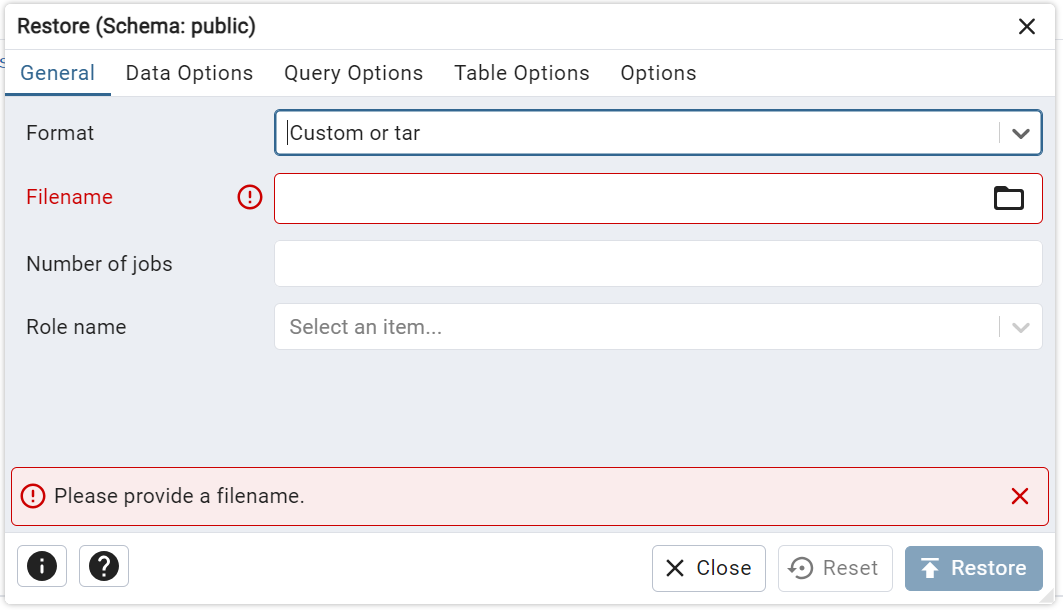 Restore (Schema: public)
General Data Options Query Options Table Options Options
Format Custom or tar
Filename
Number of jobs
Role name Select an item...
Please provide a filename.
Close Reset Restore